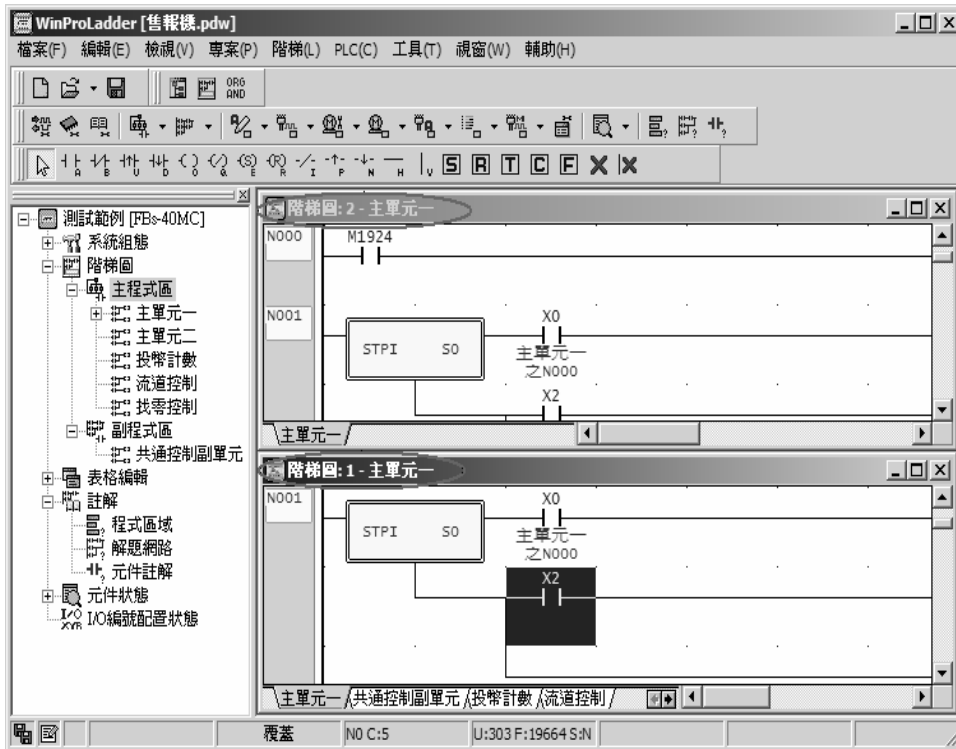 WinProLadder [售報機.pdw]
檔案(F) 編輯(E) 檢視(V) 專案(P) 階梯(L) PLC(C) 工具(T) 視窗(W) 輔助(H)
ORG
AND
A B U D O Q E R I P N H V S R T C F
測試範例 [FBs-40MC]
系統組態
階梯圖
主程式區
主單元一
主單元二
投幣計數
流道控制
找零控制
副程式區
共通控制副單元
表格編輯
註解
程式區域
解題網路
元件註解
元件狀態
I/O編號配置狀態
階梯圖: 2 - 主單元一
N000 M1924
N001 X0
STPI S0
主單元一
之N000
X2
主單元一
階梯圖: 1 - 主單元一
N001 X0
STPI S0
主單元一
之N000
X2
主單元一 共通控制副單元 投幣計數 流道控制
覆蓋 N0 C:5 U:303 F:19664 S:N